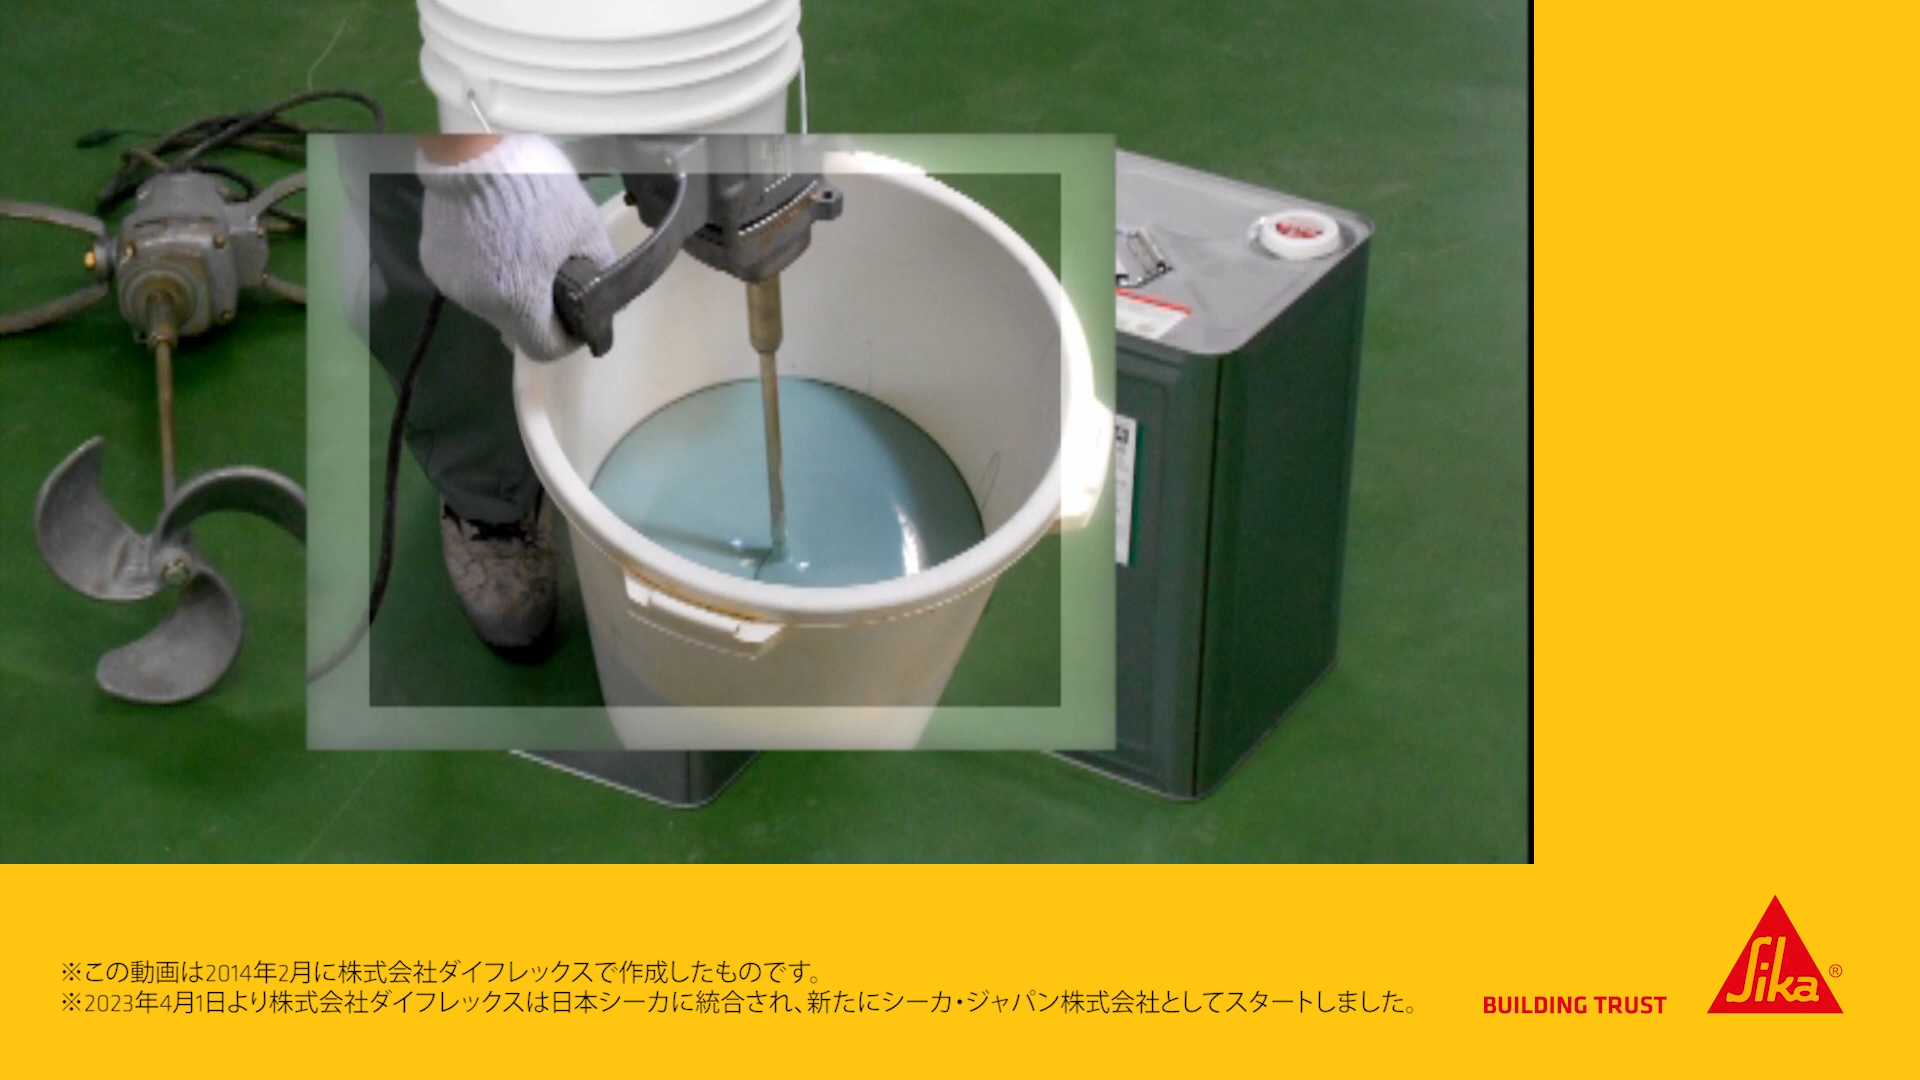 ※この動画は2014年2月に株式会社ダイフレックスで作成したものです。
※2023年4月1日より株式会社ダイフレックスは日本シーカに統合され、新たにシーカ・ジャパン株式会社としてスタートしました。
BUILDING TRUST
Sika®